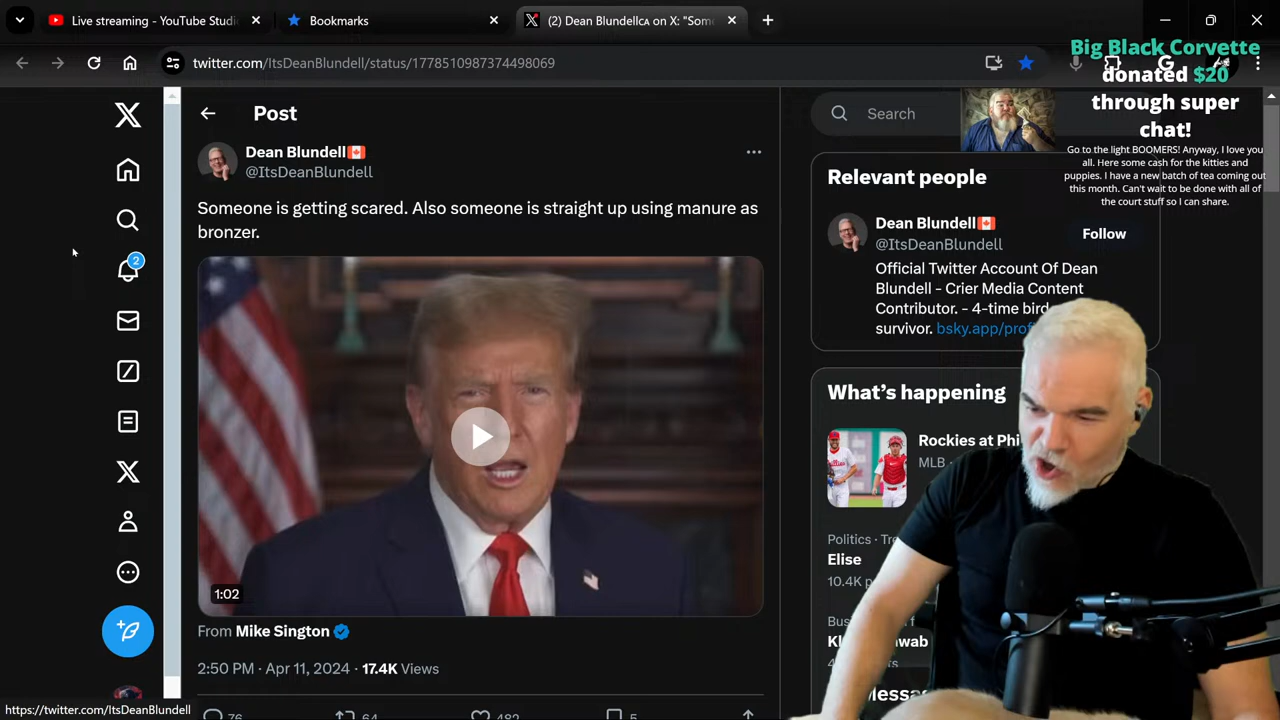 Live streaming - YouTube Studi
Bookmarks
(2) Dean Blundell🇨🇦 on X: "Som
twitter.com/ItsDeanBlundell/status/1778510987374498069
Big Black Corvette
donated $20
through super
chat!
Go to the light BOOMERS! Anyway, I love you
all. Here some cash for the kitties and
puppies. I have a new batch of tea coming out
this month. Can't wait to be done with all of
the court stuff so I can share.
Post
Dean Blundell🇨🇦
@ItsDeanBlundell
Someone is getting scared. Also someone is straight up using manure as
bronzer.
1:02
From Mike Sington
2:50 PM · Apr 11, 2024 · 17.4K Views
76
64
482
5
2
Search
Relevant people
Dean Blundell🇨🇦
@ItsDeanBlundell
Follow
Official Twitter Account Of Dean
Blundell - Crier Media Content
Contributor. - 4-time bird
survivor. bsky.app/prof
What's happening
Rockies at Phi
MLB ·
Politics · Tre
Elise
10.4K p
https://twitter.com/ItsDeanBlundell